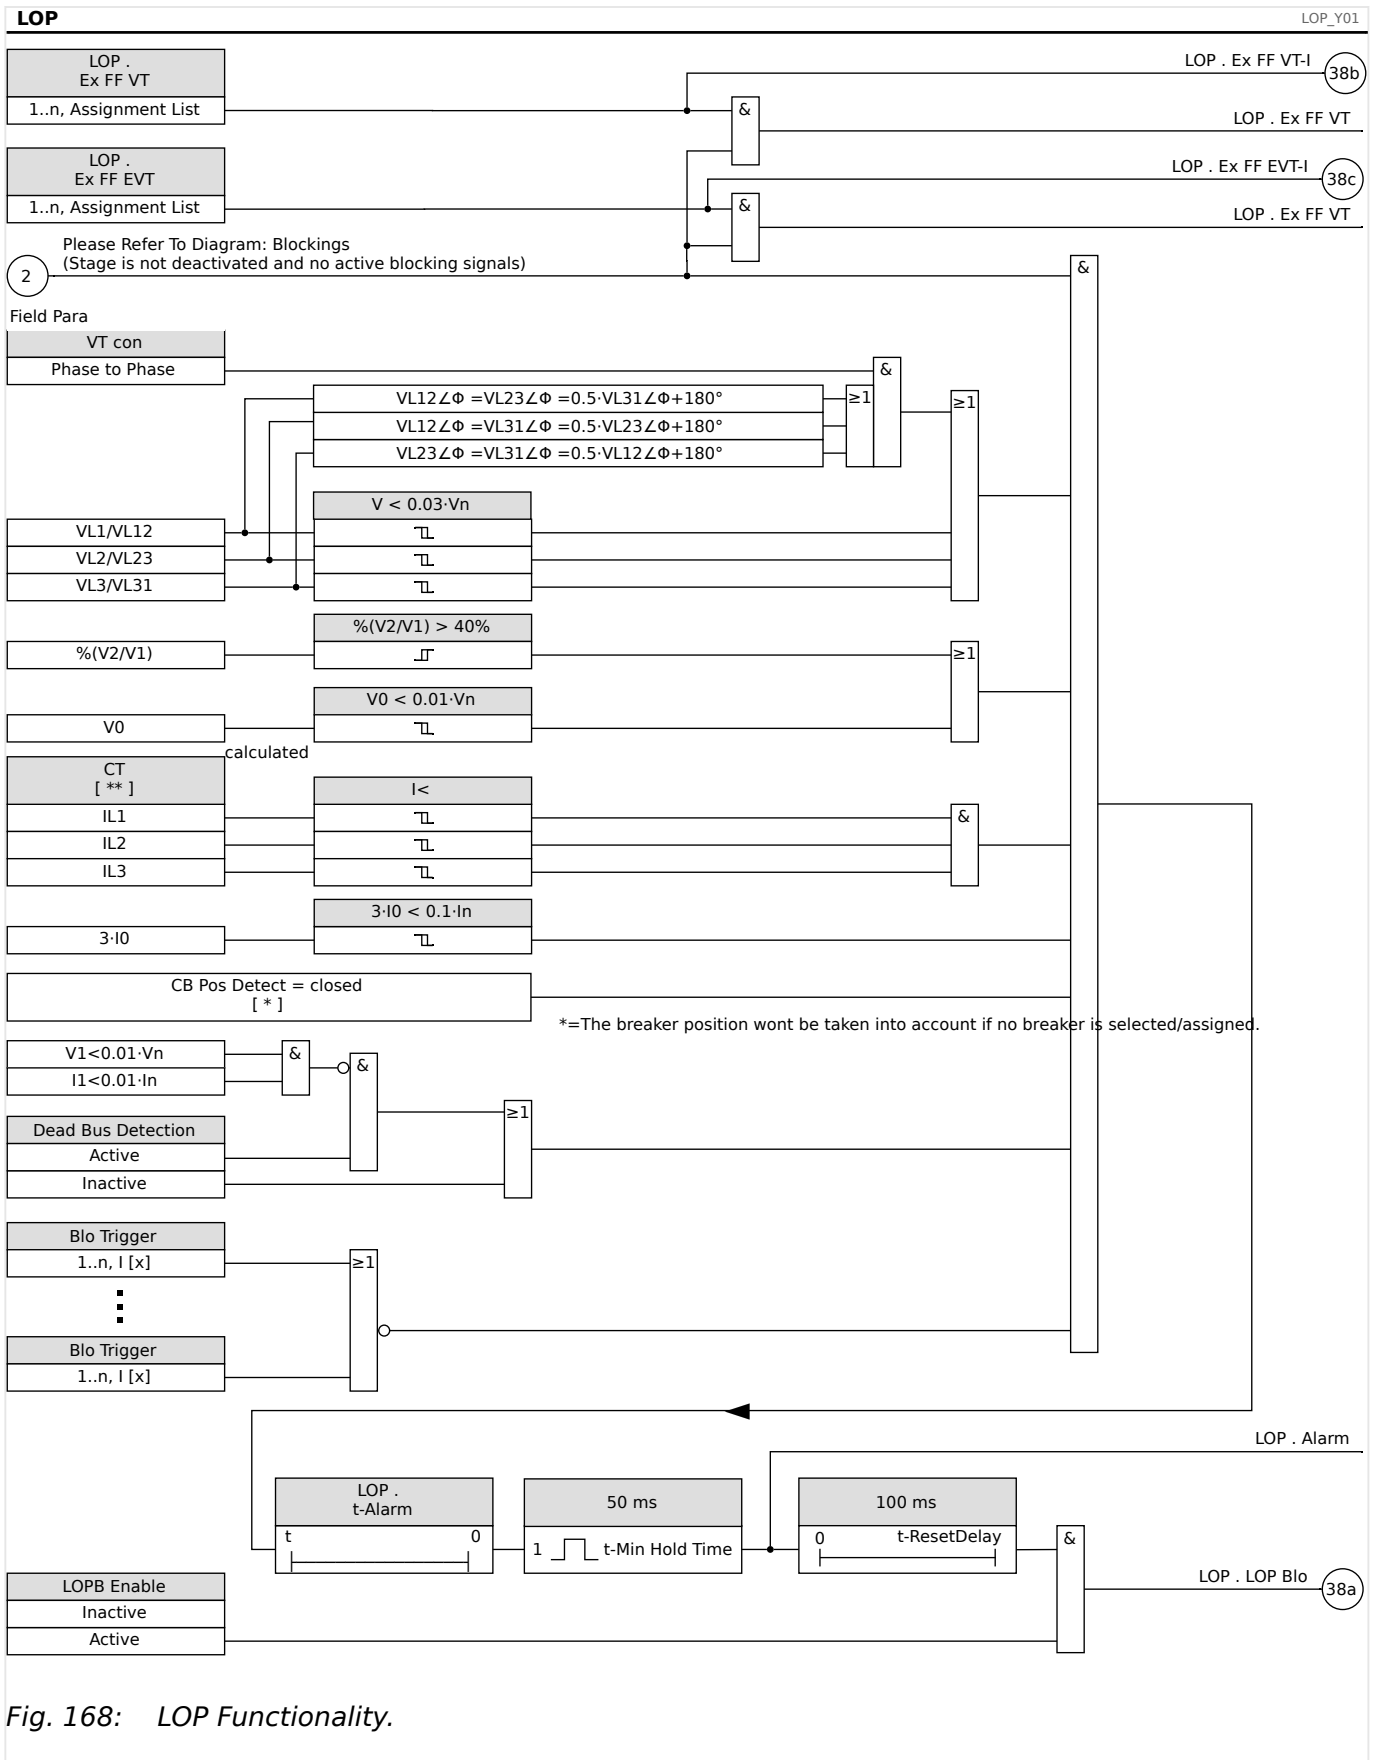 LOP
LOP_Y01
LOP .
Ex FF VT
1..n, Assignment List
LOP . Ex FF VT-I
38b
&
LOP . Ex FF VT
LOP .
Ex FF EVT
1..n, Assignment List
LOP . Ex FF EVT-I
38c
&
LOP . Ex FF VT
Please Refer To Diagram: Blockings
(Stage is not deactivated and no active blocking signals)
2
&
Field Para
VT con
Phase to Phase
&
VL12∠Φ =VL23∠Φ =0.5·VL31∠Φ+180°
≥1
≥1
VL12∠Φ =VL31∠Φ =0.5·VL23∠Φ+180°
VL23∠Φ =VL31∠Φ =0.5·VL12∠Φ+180°
V < 0.03·Vn
VL1/VL12
VL2/VL23
VL3/VL31
%(V2/V1) > 40%
%(V2/V1)
≥1
V0 < 0.01·Vn
V0
calculated
CT
[ ** ]
I<
IL1
&
IL2
IL3
3·I0 < 0.1·In
3·I0
CB Pos Detect = closed
[ * ]
*=The breaker position wont be taken into account if no breaker is selected/assigned.
V1<0.01·Vn
&
&
I1<0.01·In
≥1
Dead Bus Detection
Active
Inactive
Blo Trigger
1..n, I [x]
≥1
Blo Trigger
1..n, I [x]
LOP . Alarm
LOP .
t-Alarm
50 ms
100 ms
t
0
1
t-Min Hold Time
0
t-ResetDelay
&
LOPB Enable
Inactive
Active
LOP . LOP Blo
38a
Fig. 168: LOP Functionality.